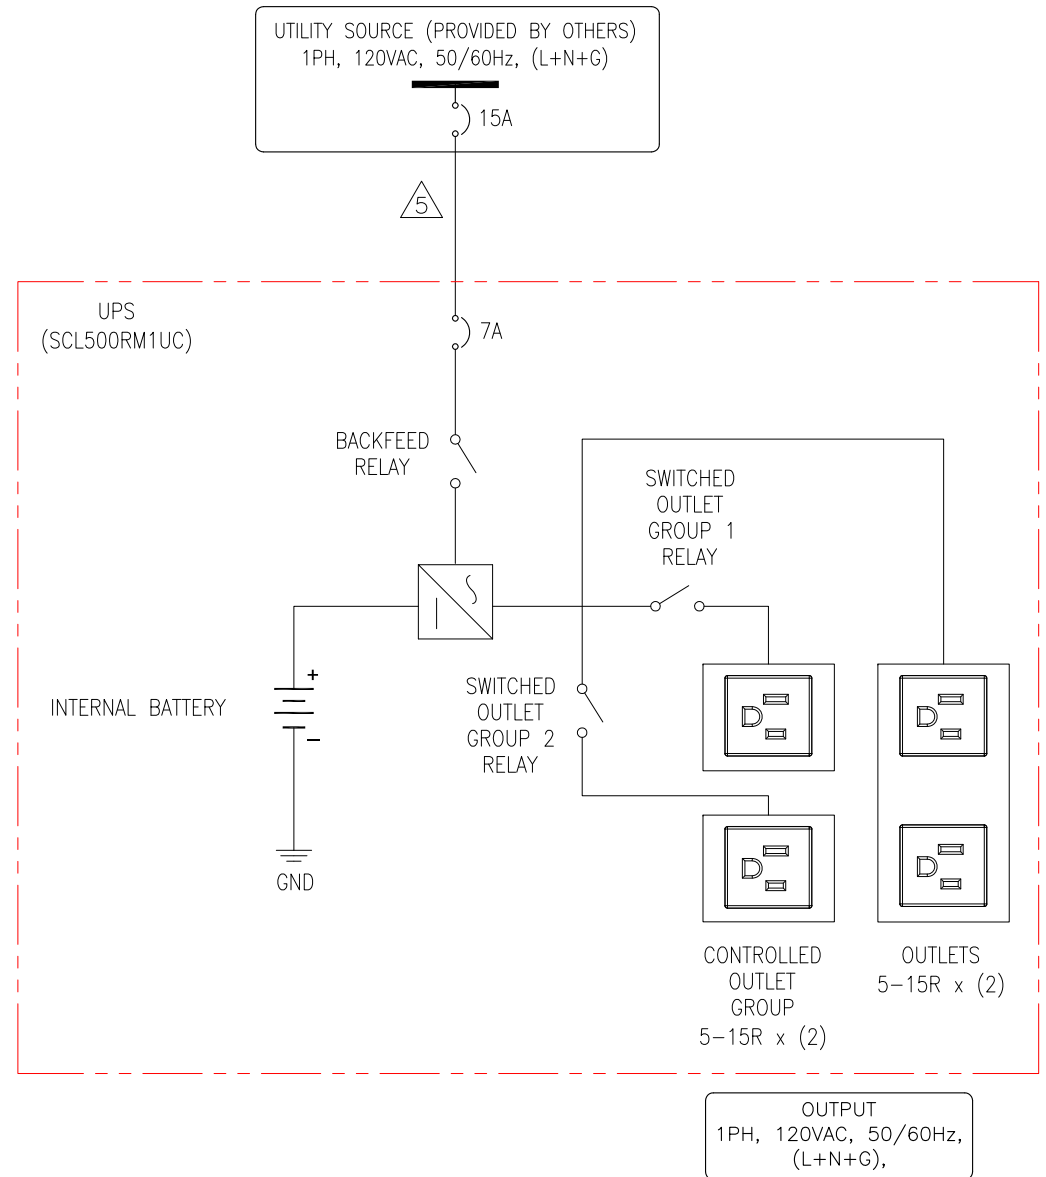 UTILITY SOURCE (PROVIDED BY OTHERS)
1PH, 120VAC, 50/60Hz, (L+N+G)
15A
5
UPS
(SCL500RM1UC)
7A
BACKFEED
RELAY
SWITCHED
OUTLET
GROUP 1
RELAY
INTERNAL BATTERY
+
−
SWITCHED
OUTLET
GROUP 2
RELAY
GND
CONTROLLED
OUTLET
GROUP
5−15R x (2)
OUTLETS
5−15R x (2)
OUTPUT
1PH, 120VAC, 50/60Hz,
(L+N+G),